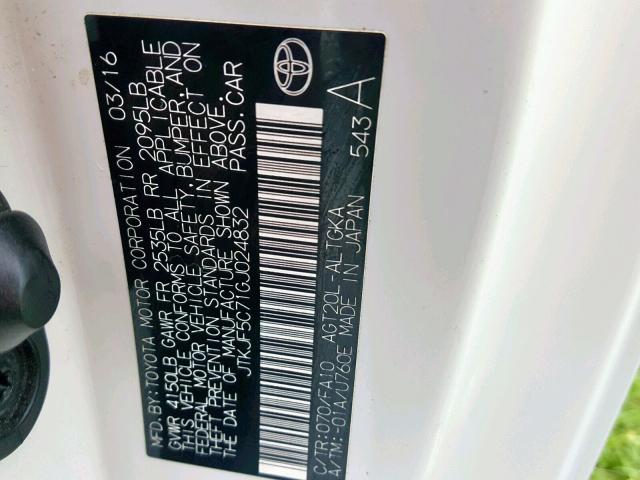 MFD. BY: TOYOTA MOTOR CORPORATION 03/16
GVWR 4150LB GAWR FR 2535LB RR 2095LB
THIS VEHICLE CONFORMS TO ALL APPLICABLE
FEDERAL MOTOR VEHICLE SAFETY, BUMPER, AND
THEFT PREVENTION STANDARDS IN EFFECT ON
THE DATE OF MANUFACTURE SHOWN ABOVE.
JTKJF5C71GJ024832 PASS. CAR
C/TR: 070/FA10 AGT20L-ALTGKA
A/TM: -01A/U760E MADE IN JAPAN 543 A